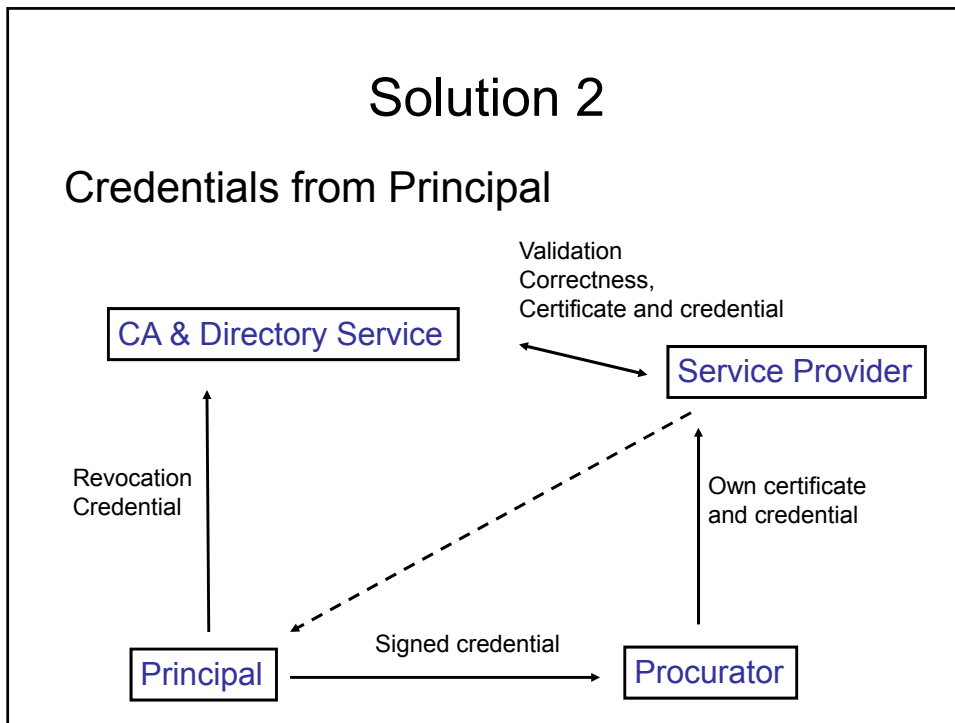 Solution 2
Credentials from Principal
Validation
Correctness,
Certificate and credential
CA & Directory Service
Service Provider
Revocation
Credential
Own certificate
and credential
Signed credential
Principal
Procurator